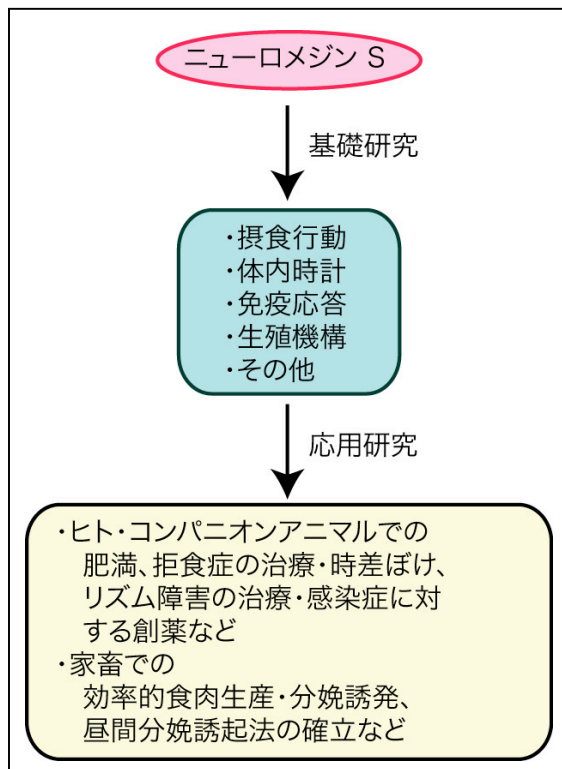 ニューロメジン S
基礎研究
・摂食行動
・体内時計
・免疫応答
・生殖機構
・その他
応用研究
・ヒト・コンパニオンアニマルでの
肥満、拒食症の治療・時差ぼけ、
リズム障害の治療・感染症に対
する創薬など
・家畜での
効率的食肉生産・分娩誘発、
昼間分娩誘起法の確立など